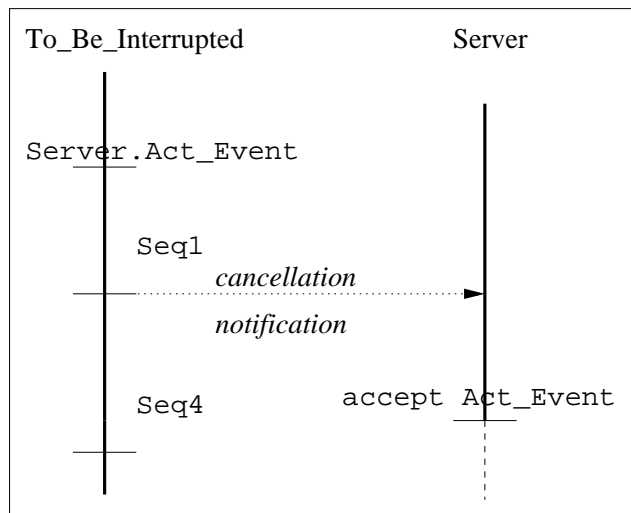 To_Be_Interrupted
Server
Server.Act_Event
Seq1
cancellation
notification
Seq4
accept Act_Event